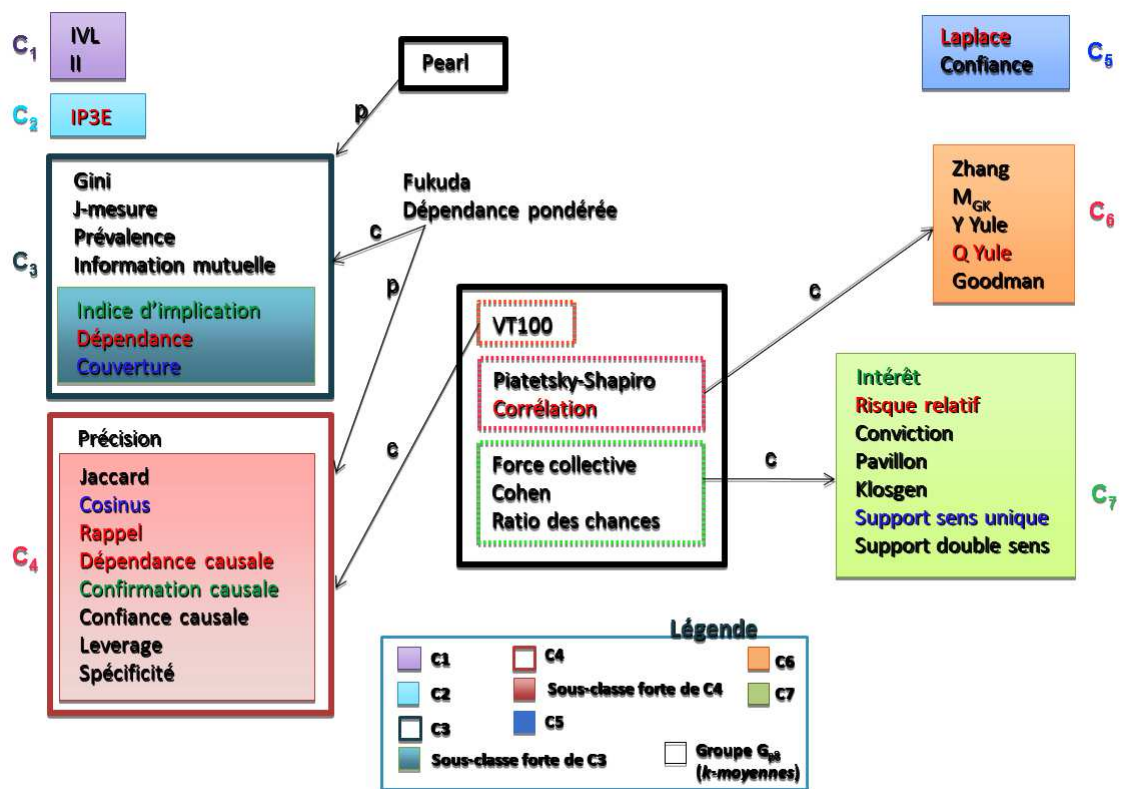 C1
IVL
II
C2
IP3E
C3
Gini
J-mesure
Prévalence
Information mutuelle
Indice d'implication
Dépendance
Couverture
C4
Précision
Jaccard
Cosinus
Rappel
Dépendance causale
Confirmation causale
Confiance causale
Leverage
Spécificité
Pearl
p
Fukuda
Dépendance pondérée
c
p
VT100
Piatetsky-Shapiro
Corrélation
Force collective
Cohen
Ratio des chances
c
c
c
Laplace
Confiance
C5
Zhang
MGK
Y Yule
Q Yule
Goodman
C6
Intérêt
Risque relatif
Conviction
Pavillon
Klosgen
Support sens unique
Support double sens
C7
Légende
C1
C2
C3
Sous-classe forte de C3
C4
Sous-classe forte de C4
C5
C6
C7
Groupe
(k-moyennes)